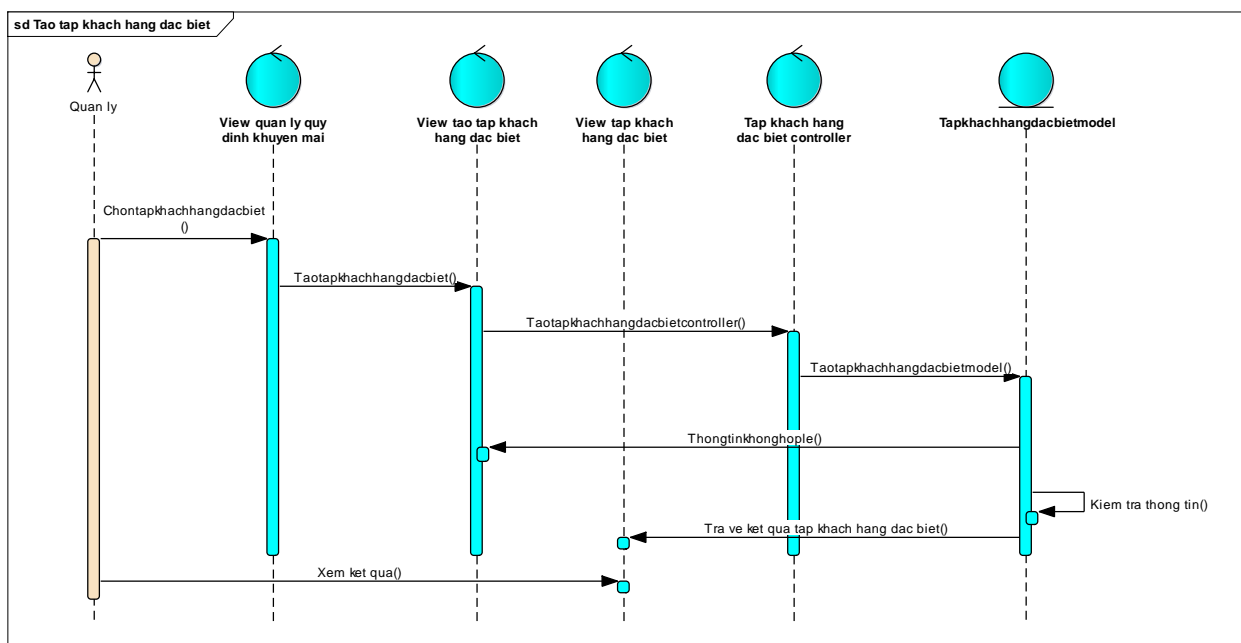 sd Tao tap khach hang dac biet
Quan ly
View quan ly quy
dinh khuyen mai
View tao tap khach
hang dac biet
View tap khach
hang dac biet
Tap khach hang
dac biet controller
Tapkhachhangdacbietmodel
Chontapkhachhangdacbiet
()
Taotapkhachhangdacbiet()
Taotapkhachhangdacbietcontroller()
Taotapkhachhangdacbietmodel()
Thongtinkhonghople()
Kiem tra thong tin()
Tra ve ket qua tap khach hang dac biet()
Xem ket qua()